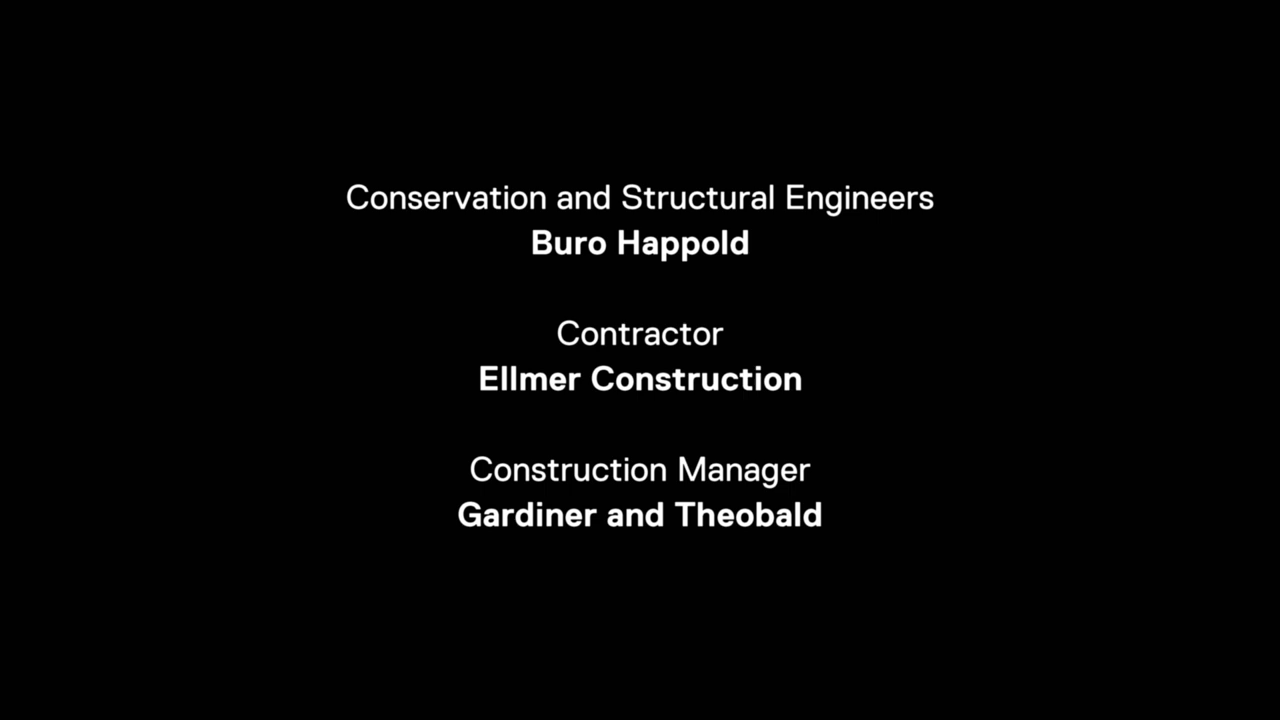 Conservation and Structural Engineers
Buro Happold
Contractor
Ellmer Construction
Construction Manager
Gardiner and Theobald